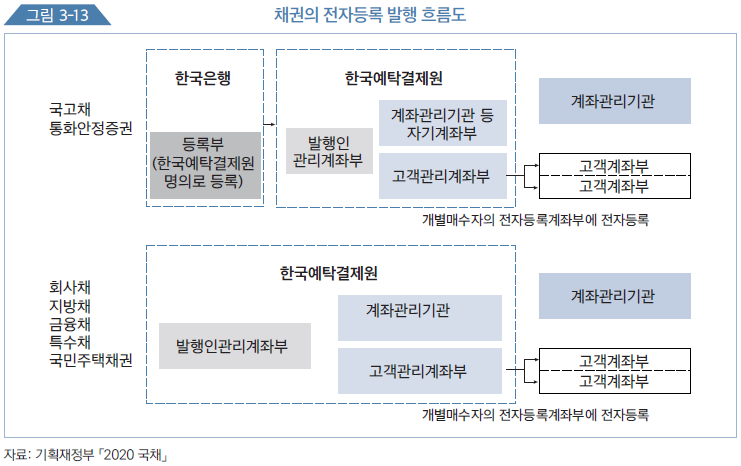 그림 3-13
채권의 전자등록 발행 흐름도
국고채
통화안정증권
한국은행
등록부
(한국예탁결제원
명의로 등록)
한국예탁결제원
발행인
관리계좌부
계좌관리기관 등
자기계좌부
고객관리계좌부
계좌관리기관
고객계좌부
고객계좌부
개별매수자의 전자등록계좌부에 전자등록
회사채
지방채
금융채
특수채
국민주택채권
한국예탁결제원
발행인관리계좌부
계좌관리기관
고객관리계좌부
계좌관리기관
고객계좌부
고객계좌부
개별매수자의 전자등록계좌부에 전자등록
자료: 기획재정부 「2020 국채」